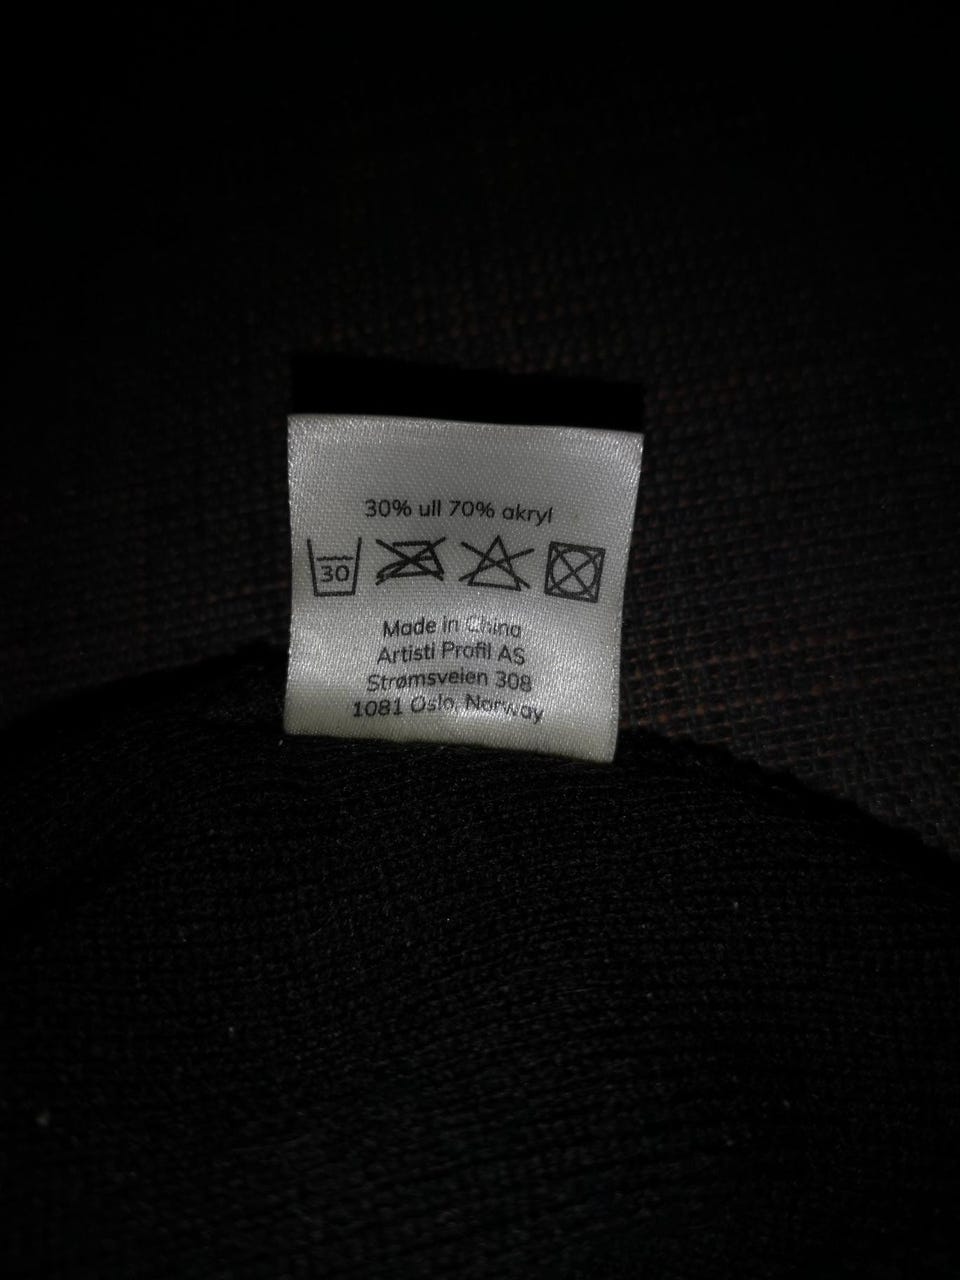 30% ull 70% akryl
30
Made in China
Artisti Profil AS
Strømsveien 308
1081 Oslo, Norway